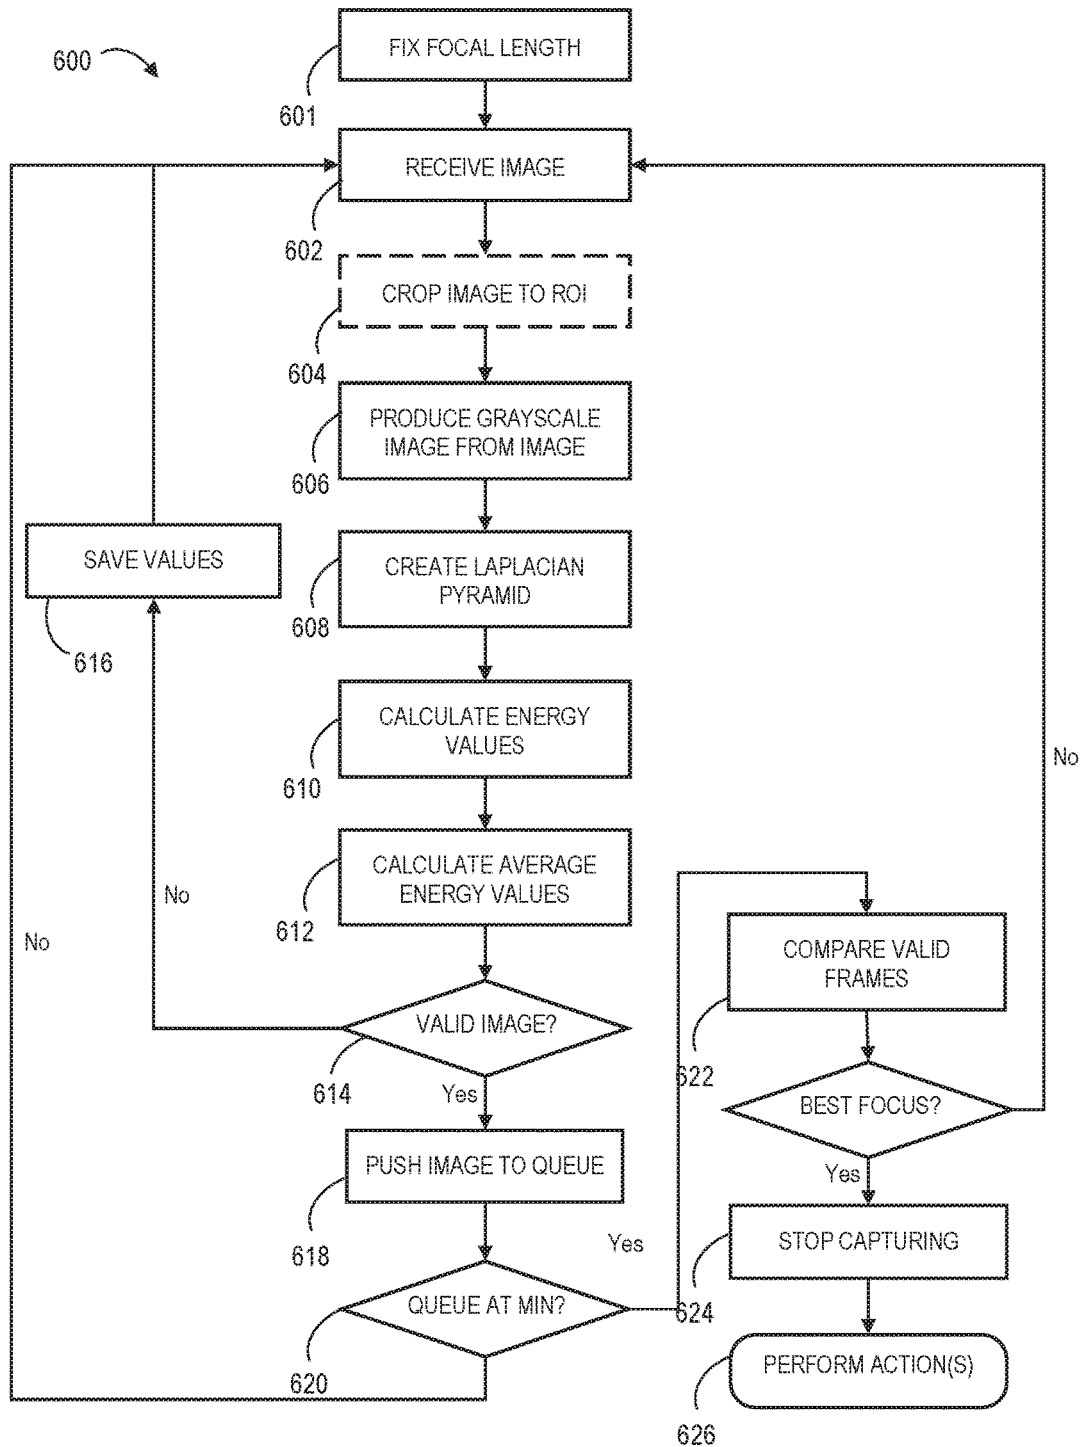 600
FIX FOCAL LENGTH
601
RECEIVE IMAGE
602
CROP IMAGE TO ROI
604
PRODUCE GRAYSCALE
IMAGE FROM IMAGE
606
SAVE VALUES
616
CREATE LAPLACIAN
PYRAMID
608
CALCULATE ENERGY
VALUES
610
CALCULATE AVERAGE
ENERGY VALUES
612
No
No
VALID IMAGE?
614
Yes
PUSH IMAGE TO QUEUE
618
QUEUE AT MIN?
620
Yes
COMPARE VALID
FRAMES
622
BEST FOCUS?
No
Yes
STOP CAPTURING
624
PERFORM ACTION(S)
626